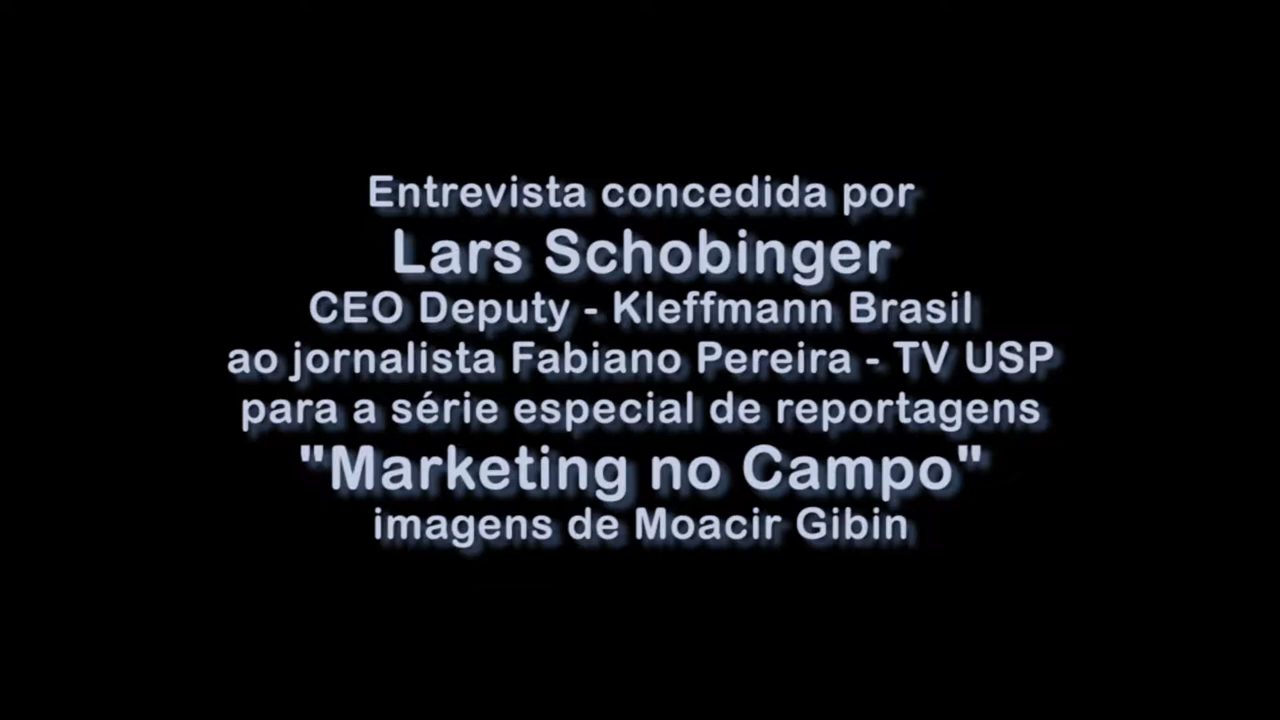 Entrevista concedida por
Lars Schobinger
CEO Deputy - Kleffmann Brasil
ao jornalista Fabiano Pereira - TV USP
para a série especial de reportagens
"Marketing no Campo"
imagens de Moacir Gibin